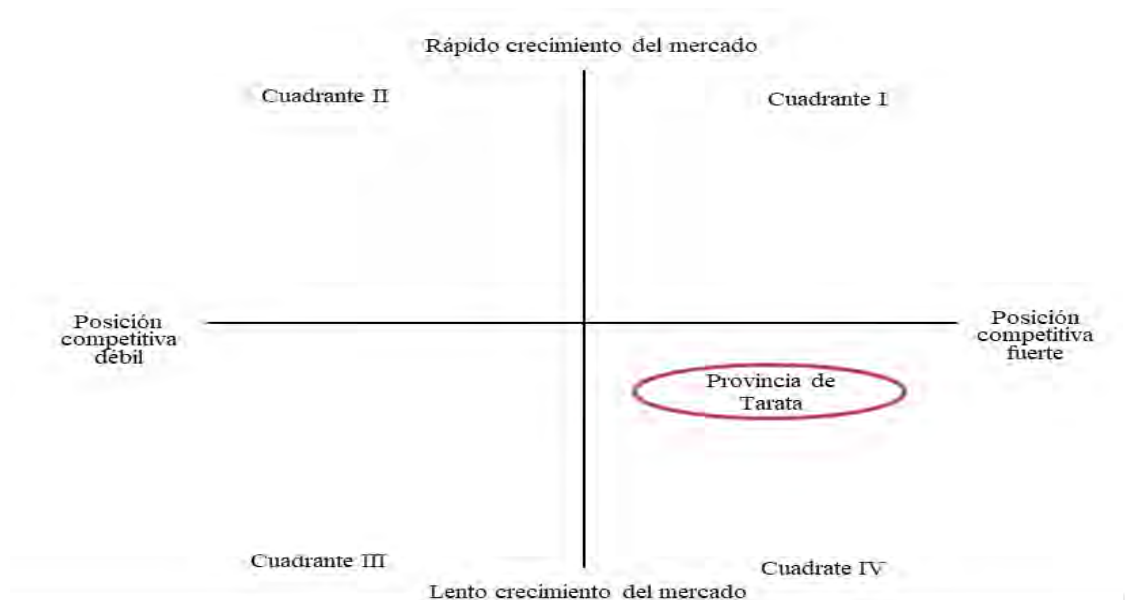 Rápido crecimiento del mercado
Cuadrante II
Cuadrante I
Posición
competitiva
débil
Posición
competitiva
fuerte
Provincia de
Tarata
Cuadrante III
Cuadrate IV
Lento crecimiento del mercado